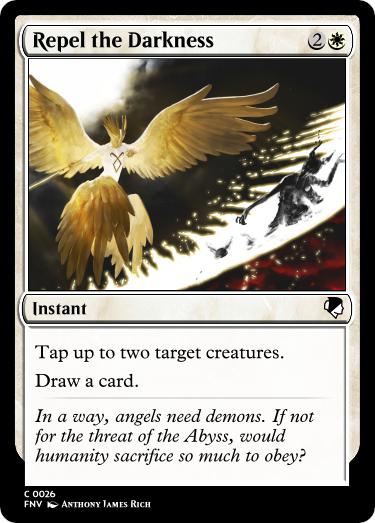 Repel the Darkness 2
Instant
Tap up to two target creatures.
Draw a card.
In a way, angels need demons. If not
for the threat of the Abyss, would
humanity sacrifice so much to obey?
C 0026
FNV Anthony James Rich